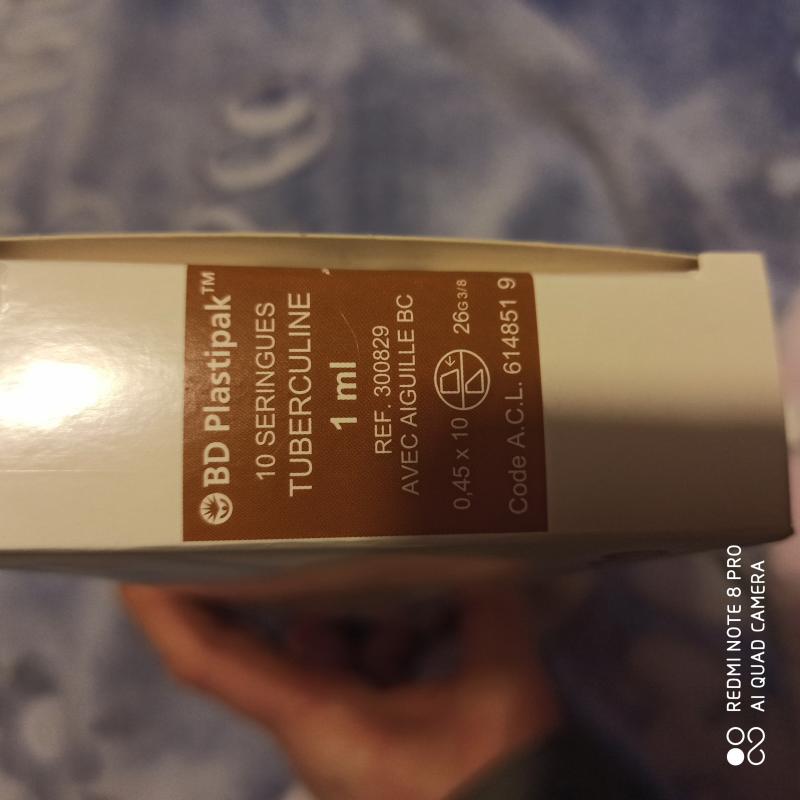 BD Plastipak™
10 SERINGUES
TUBERCULINE
1 ml
REF. 300829
AVEC AIGUILLE BC
0,45 x 10 26G3/8
Code A.C.L. 614851 9
REDMI NOTE 8 PRO
AI QUAD CAMERA